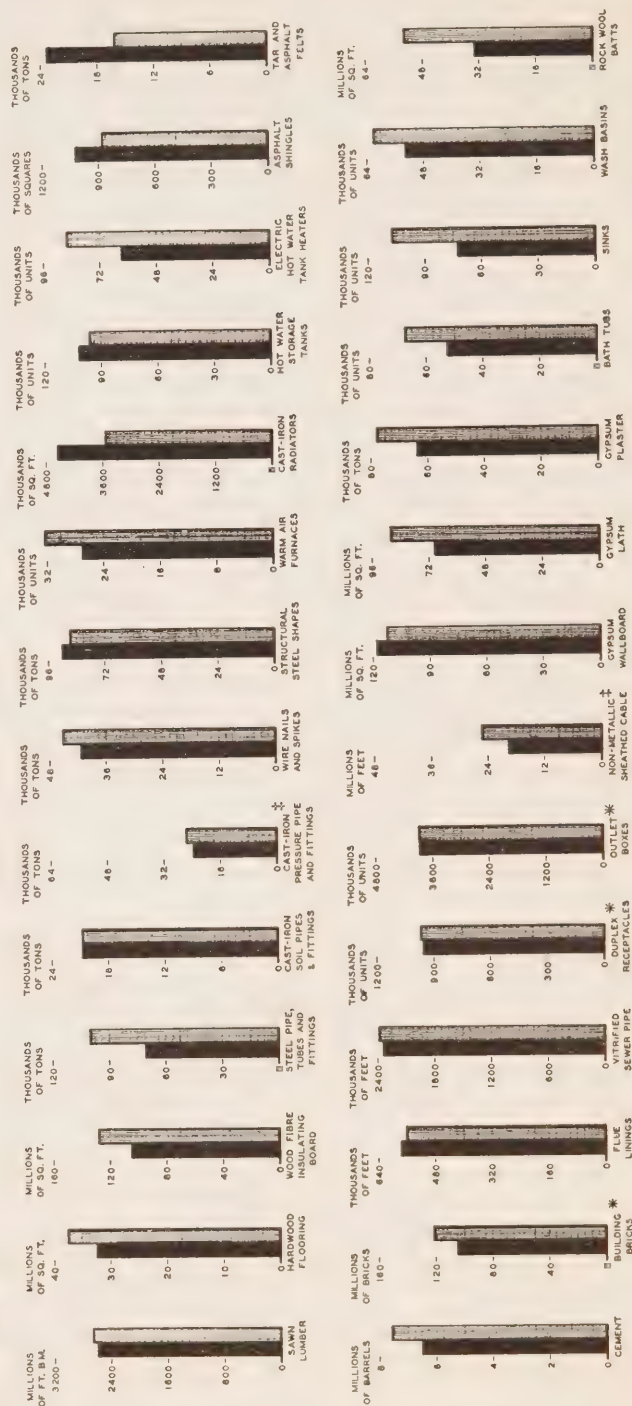 MILLIONS
OF FT. B.M.
3200-
2400-
1600-
800-
0
SAWN
LUMBER
MILLIONS
OF SQ. FT.
40-
30-
20-
10-
0
HARDWOOD
FLOORING
MILLIONS
OF SQ. FT.
160-
120-
80-
40-
0
WOOD FIBRE
INSULATING
BOARD
THOUSANDS
OF TONS
120-
90-
60-
30-
0
STEEL PIPE,
TUBES AND
FITTINGS
THOUSANDS
OF TONS
24-
18-
12-
6-
0
CAST-IRON
SOIL PIPES
& FITTINGS
THOUSANDS
OF TONS
64-
48-
32-
16-
0
CAST-IRON ‡
PRESSURE PIPE
AND FITTINGS
THOUSANDS
OF TONS
48-
36-
24-
12-
0
WIRE NAILS
AND SPIKES
THOUSANDS
OF TONS
96-
72-
48-
24-
0
STRUCTURAL
STEEL SHAPES
THOUSANDS
OF UNITS
32-
24-
16-
8-
0
WARM AIR
FURNACES
THOUSANDS
OF SQ. FT.
4800-
3600-
2400-
1200-
0
CAST-IRON
RADIATORS
THOUSANDS
OF UNITS
120-
90-
60-
30-
0
HOT WATER
STORAGE
TANKS
THOUSANDS
OF UNITS
96-
72-
48-
24-
0
ELECTRIC
HOT WATER
TANK HEATERS
THOUSANDS
OF SQUARES
1200-
900-
600-
300-
0
ASPHALT
SHINGLES
THOUSANDS
OF TONS
24-
18-
12-
6-
0
TAR AND
ASPHALT
FELTS
MILLIONS
OF BARRELS
8-
6-
4-
2-
0
CEMENT
MILLIONS
OF BRICKS
160-
120-
80-
40-
0
BUILDING *
BRICKS
THOUSANDS
OF FEET
640-
480-
320-
160-
0
FLUE
LININGS
THOUSANDS
OF FEET
2400-
1800-
1200-
600-
0
VITRIFIED
SEWER PIPE
THOUSANDS
OF UNITS
1200-
900-
600-
300-
0
DUPLEX *
RECEPTACLES
THOUSANDS
OF UNITS
4800-
3600-
2400-
1200-
0
OUTLET *
BOXES
MILLIONS
OF FEET
48-
36-
24-
12-
0
NON-METALLIC ‡
SHEATHED CABLE
MILLIONS
OF SQ. FT.
120-
90-
60-
30-
0
GYPSUM
WALLBOARD
MILLIONS
OF SQ. FT.
96-
72-
48-
24-
0
GYPSUM
LATH
THOUSANDS
OF TONS
80-
60-
40-
20-
0
GYPSUM
PLASTER
THOUSANDS
OF UNITS
80-
60-
40-
20-
BATH TUBS
THOUSANDS
OF UNITS
120-
90-
60-
30-
0
SINKS
THOUSANDS
OF UNITS
64-
48-
32-
16-
0
WASH BASINS
MILLIONS
OF SQ. FT.
64-
48-
32-
16-
ROCK WOOL
BATTS